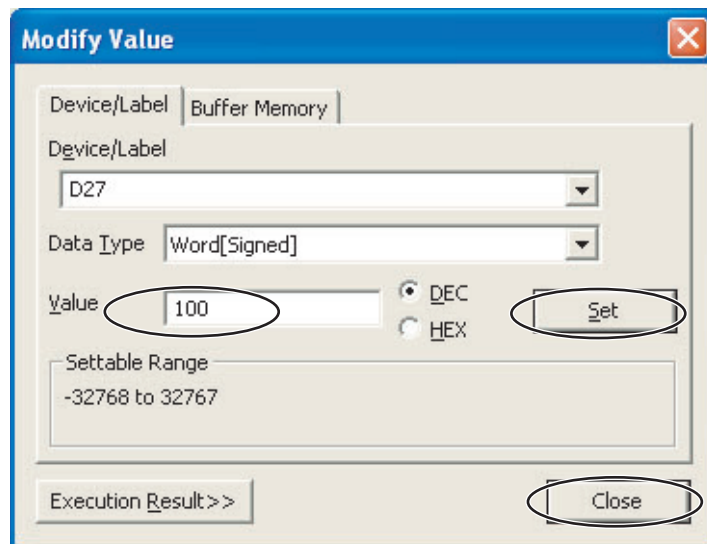 Modify Value
Device/Label Buffer Memory
Device/Label
D27
Data Type Word[Signed]
Value 100 DEC Set
HEX
Settable Range
-32768 to 32767
Execution Result>> Close